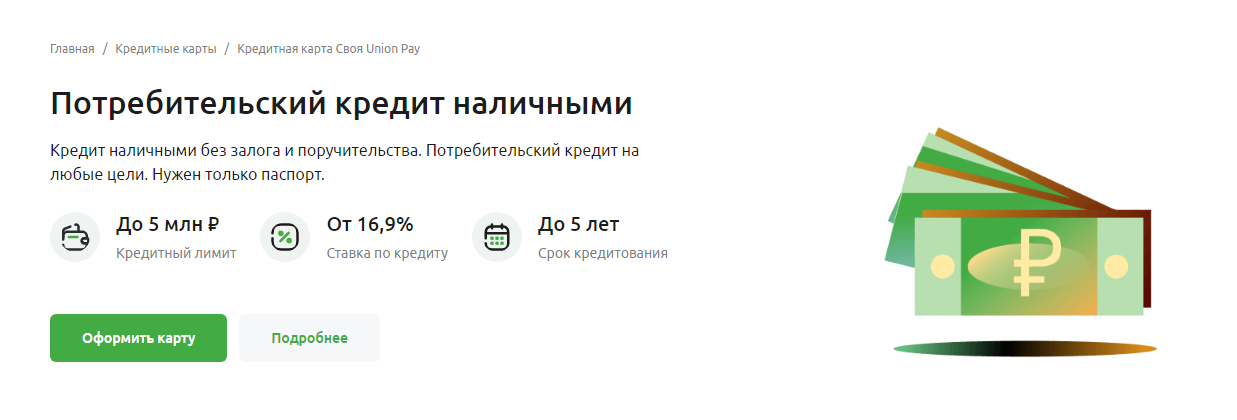 Главная / Кредитные карты / Кредитная карта Своя Union Pay
Потребительский кредит наличными
Кредит наличными без залога и поручительства. Потребительский кредит на
любые цели. Нужен только паспорт.
До 5 млн ₽
Кредитный лимит
От 16,9%
Ставка по кредиту
До 5 лет
Срок кредитования
Оформить карту
Подробнее
₽